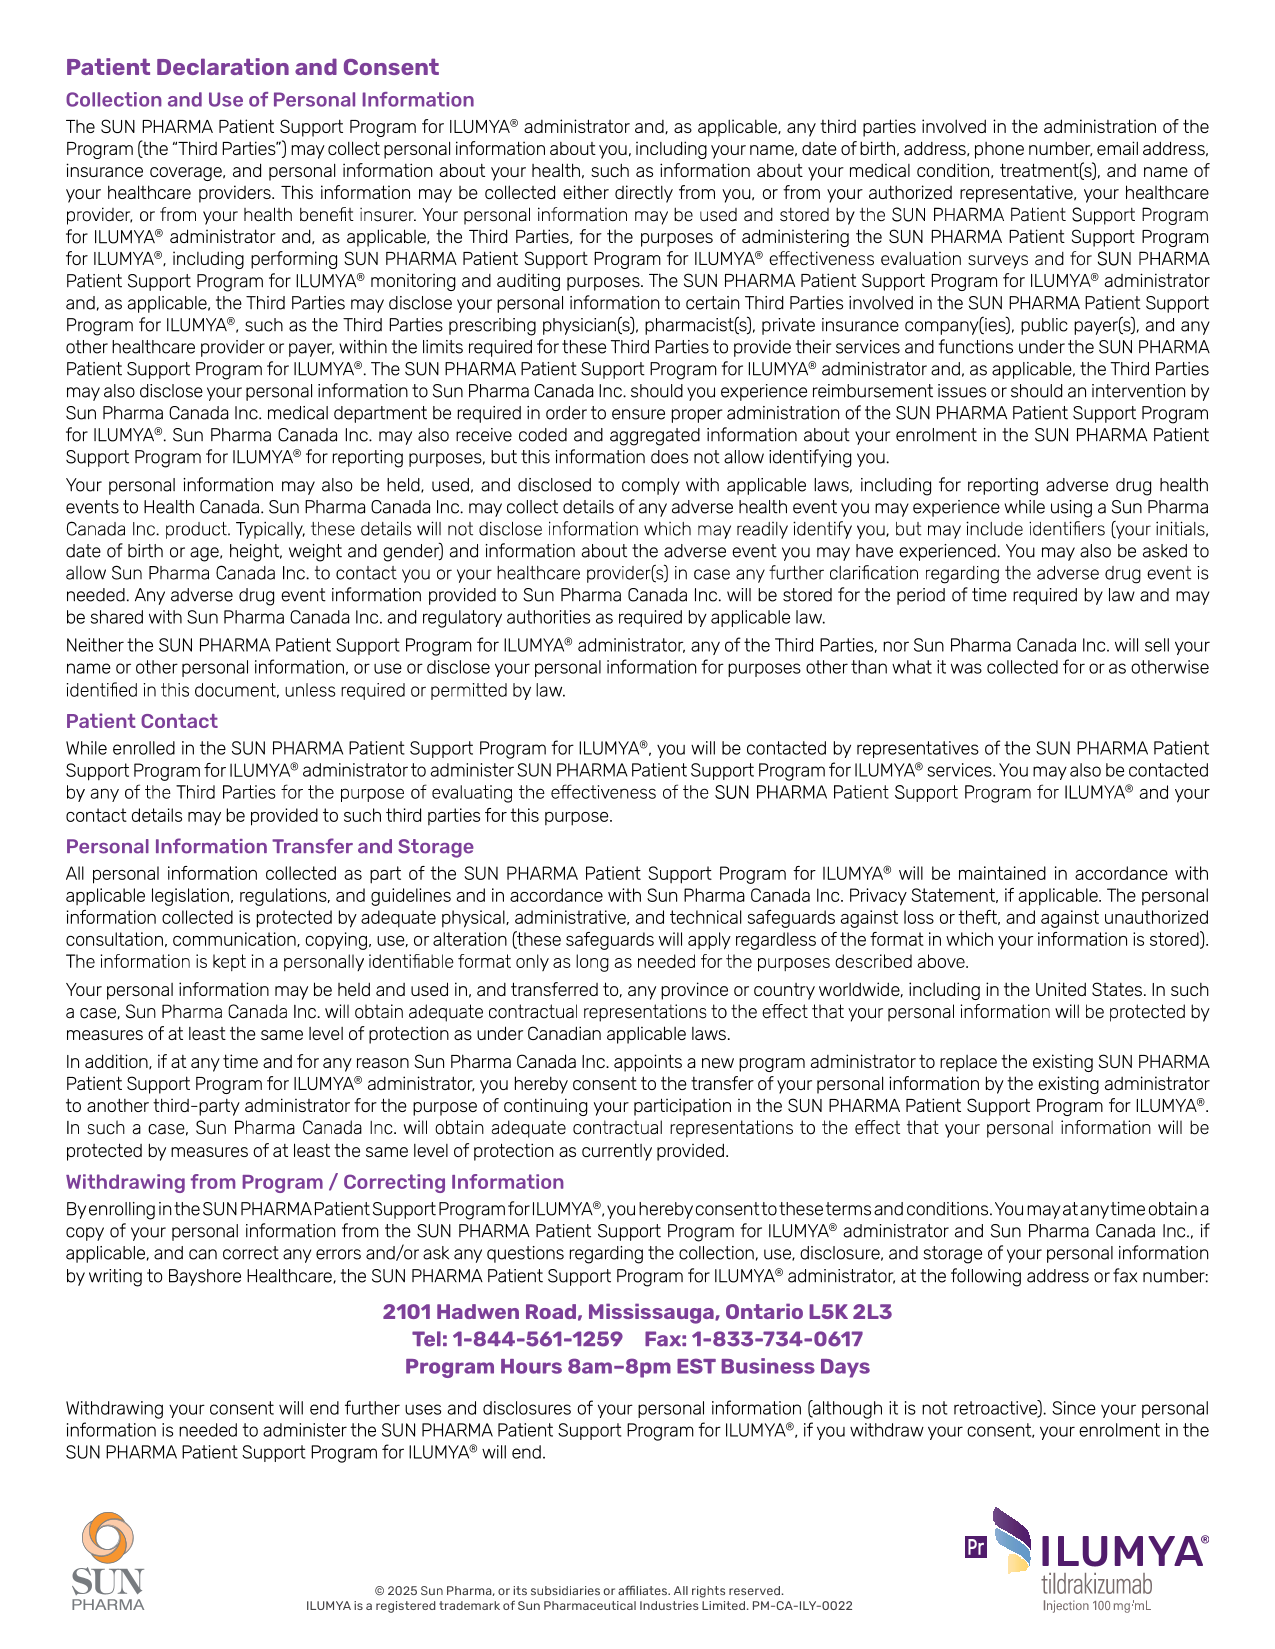 Patient Declaration and Consent
Collection and Use of Personal Information
The SUN PHARMA Patient Support Program for ILUMYA® administrator and, as applicable, any third parties involved in the administration of the
Program (the “Third Parties”) may collect personal information about you, including your name, date of birth, address, phone number, email address,
insurance coverage, and personal information about your health, such as information about your medical condition, treatment(s), and name of
your healthcare providers. This information may be collected either directly from you, or from your authorized representative, your healthcare
provider, or from your health benefit insurer. Your personal information may be used and stored by the SUN PHARMA Patient Support Program
for ILUMYA® administrator and, as applicable, the Third Parties, for the purposes of administering the SUN PHARMA Patient Support Program
for ILUMYA®, including performing SUN PHARMA Patient Support Program for ILUMYA® effectiveness evaluation surveys and for SUN PHARMA
Patient Support Program for ILUMYA® monitoring and auditing purposes. The SUN PHARMA Patient Support Program for ILUMYA® administrator
and, as applicable, the Third Parties may disclose your personal information to certain Third Parties involved in the SUN PHARMA Patient Support
Program for ILUMYA®, such as the Third Parties prescribing physician(s), pharmacist(s), private insurance company(ies), public payer(s), and any
other healthcare provider or payer, within the limits required for these Third Parties to provide their services and functions under the SUN PHARMA
Patient Support Program for ILUMYA®. The SUN PHARMA Patient Support Program for ILUMYA® administrator and, as applicable, the Third Parties
may also disclose your personal information to Sun Pharma Canada Inc. should you experience reimbursement issues or should an intervention by
Sun Pharma Canada Inc. medical department be required in order to ensure proper administration of the SUN PHARMA Patient Support Program
for ILUMYA®. Sun Pharma Canada Inc. may also receive coded and aggregated information about your enrolment in the SUN PHARMA Patient
Support Program for ILUMYA® for reporting purposes, but this information does not allow identifying you.
Your personal information may also be held, used, and disclosed to comply with applicable laws, including for reporting adverse drug health
events to Health Canada. Sun Pharma Canada Inc. may collect details of any adverse health event you may experience while using a Sun Pharma
Canada Inc. product. Typically, these details will not disclose information which may readily identify you, but may include identifiers (your initials,
date of birth or age, height, weight and gender) and information about the adverse event you may have experienced. You may also be asked to
allow Sun Pharma Canada Inc. to contact you or your healthcare provider(s) in case any further clarification regarding the adverse drug event is
needed. Any adverse drug event information provided to Sun Pharma Canada Inc. will be stored for the period of time required by law and may
be shared with Sun Pharma Canada Inc. and regulatory authorities as required by applicable law.
Neither the SUN PHARMA Patient Support Program for ILUMYA® administrator, any of the Third Parties, nor Sun Pharma Canada Inc. will sell your
name or other personal information, or use or disclose your personal information for purposes other than what it was collected for or as otherwise
identified in this document, unless required or permitted by law.
Patient Contact
While enrolled in the SUN PHARMA Patient Support Program for ILUMYA®, you will be contacted by representatives of the SUN PHARMA Patient
Support Program for ILUMYA® administrator to administer SUN PHARMA Patient Support Program for ILUMYA® services. You may also be contacted
by any of the Third Parties for the purpose of evaluating the effectiveness of the SUN PHARMA Patient Support Program for ILUMYA® and your
contact details may be provided to such third parties for this purpose.
Personal Information Transfer and Storage
All personal information collected as part of the SUN PHARMA Patient Support Program for ILUMYA® will be maintained in accordance with
applicable legislation, regulations, and guidelines and in accordance with Sun Pharma Canada Inc. Privacy Statement, if applicable. The personal
information collected is protected by adequate physical, administrative, and technical safeguards against loss or theft, and against unauthorized
consultation, communication, copying, use, or alteration (these safeguards will apply regardless of the format in which your information is stored).
The information is kept in a personally identifiable format only as long as needed for the purposes described above.
Your personal information may be held and used in, and transferred to, any province or country worldwide, including in the United States. In such
a case, Sun Pharma Canada Inc. will obtain adequate contractual representations to the effect that your personal information will be protected by
measures of at least the same level of protection as under Canadian applicable laws.
In addition, if at any time and for any reason Sun Pharma Canada Inc. appoints a new program administrator to replace the existing SUN PHARMA
Patient Support Program for ILUMYA® administrator, you hereby consent to the transfer of your personal information by the existing administrator
to another third-party administrator for the purpose of continuing your participation in the SUN PHARMA Patient Support Program for ILUMYA®.
In such a case, Sun Pharma Canada Inc. will obtain adequate contractual representations to the effect that your personal information will be
protected by measures of at least the same level of protection as currently provided.
Withdrawing from Program / Correcting Information
By enrolling in the SUN PHARMA Patient Support Program for ILUMYA®, you hereby consent to these terms and conditions. You may at any time obtain a
copy of your personal information from the SUN PHARMA Patient Support Program for ILUMYA® administrator and Sun Pharma Canada Inc., if
applicable, and can correct any errors and/or ask any questions regarding the collection, use, disclosure, and storage of your personal information
by writing to Bayshore Healthcare, the SUN PHARMA Patient Support Program for ILUMYA® administrator, at the following address or fax number:
2101 Hadwen Road, Mississauga, Ontario L5K 2L3
Tel: 1-844-561-1259 Fax: 1-833-734-0617
Program Hours 8am–8pm EST Business Days
Withdrawing your consent will end further uses and disclosures of your personal information (although it is not retroactive). Since your personal
information is needed to administer the SUN PHARMA Patient Support Program for ILUMYA®, if you withdraw your consent, your enrolment in the
SUN PHARMA Patient Support Program for ILUMYA® will end.
SUN
PHARMA
© 2025 Sun Pharma, or its subsidiaries or affiliates. All rights reserved.
ILUMYA is a registered trademark of Sun Pharmaceutical Industries Limited. PM-CA-ILY-0022
Pr ILUMYA®
tildrakizumab
Injection 100 mg/mL